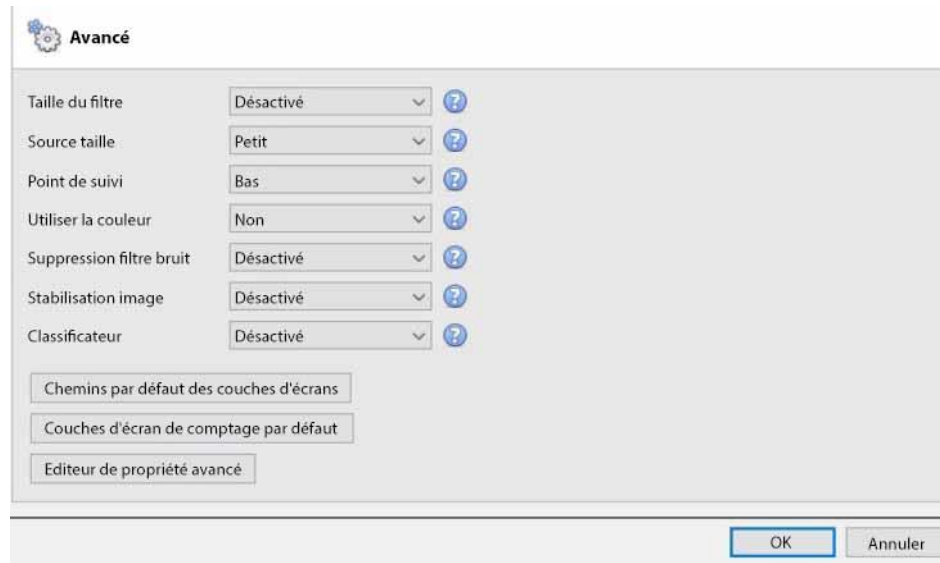 Avancé
Taille du filtre Désactivé
Source taille Petit
Point de suivi Bas
Utiliser la couleur Non
Suppression filtre bruit Désactivé
Stabilisation image Désactivé
Classificateur Désactivé
Chemins par défaut des couches d'écrans
Couches d'écran de comptage par défaut
Editeur de propriété avancé
OK Annuler